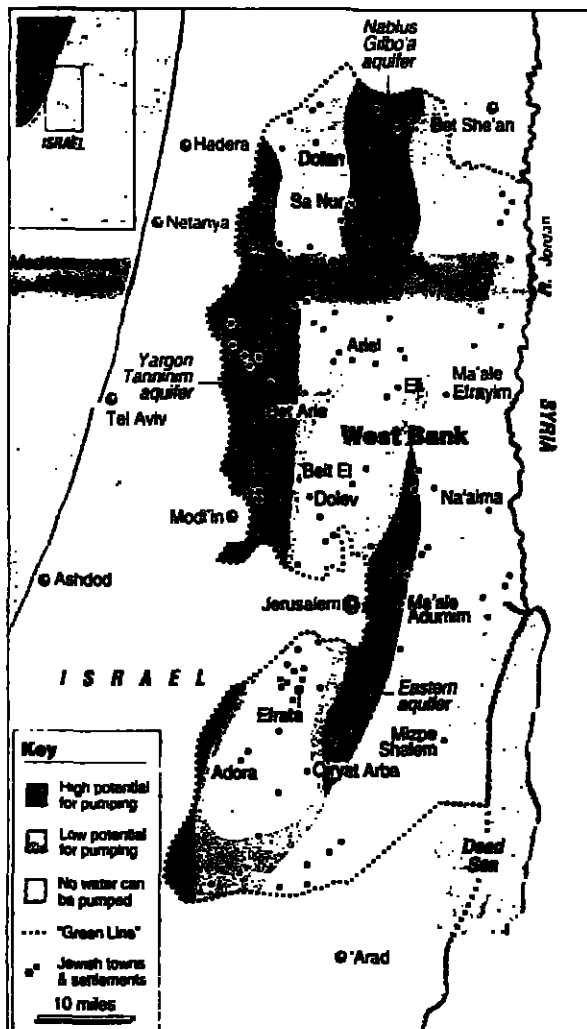 Nablus
Gilbo'a
aquifer
ISRAEL
Hadera
Bet She'an
Dotan
Sa Nur
Netanya
Jordan R.
Yargon
Tanninim
aquifer
Ariel
Eli
Ma'ale
Efrayim
Tel Aviv
Bet Arie
West Bank
SYRIA
Beit El
Dolev
Na'aima
Modi'in
Ashdod
Jerusalem
Ma'ale
Adumim
ISRAEL
Eastern
aquifer
Efrata
Mizpe
Shalem
Adora
Qiryat Arba
Dead
Sea
'Arad
Key
High potential
for pumping
Low potential
for pumping
No water can
be pumped
"Green Line"
Jewish towns
& settlements
10 miles